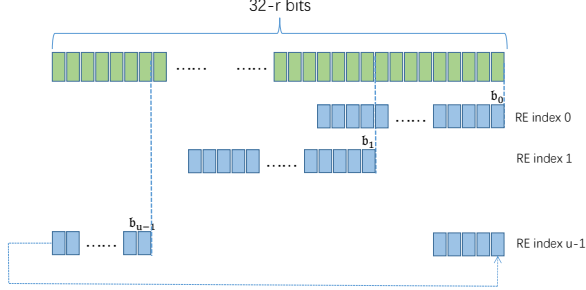 32-r bits
...... ......
b₀
...... RE index 0
b₁
...... RE index 1
bᵤ₋₁
...... RE index u-1